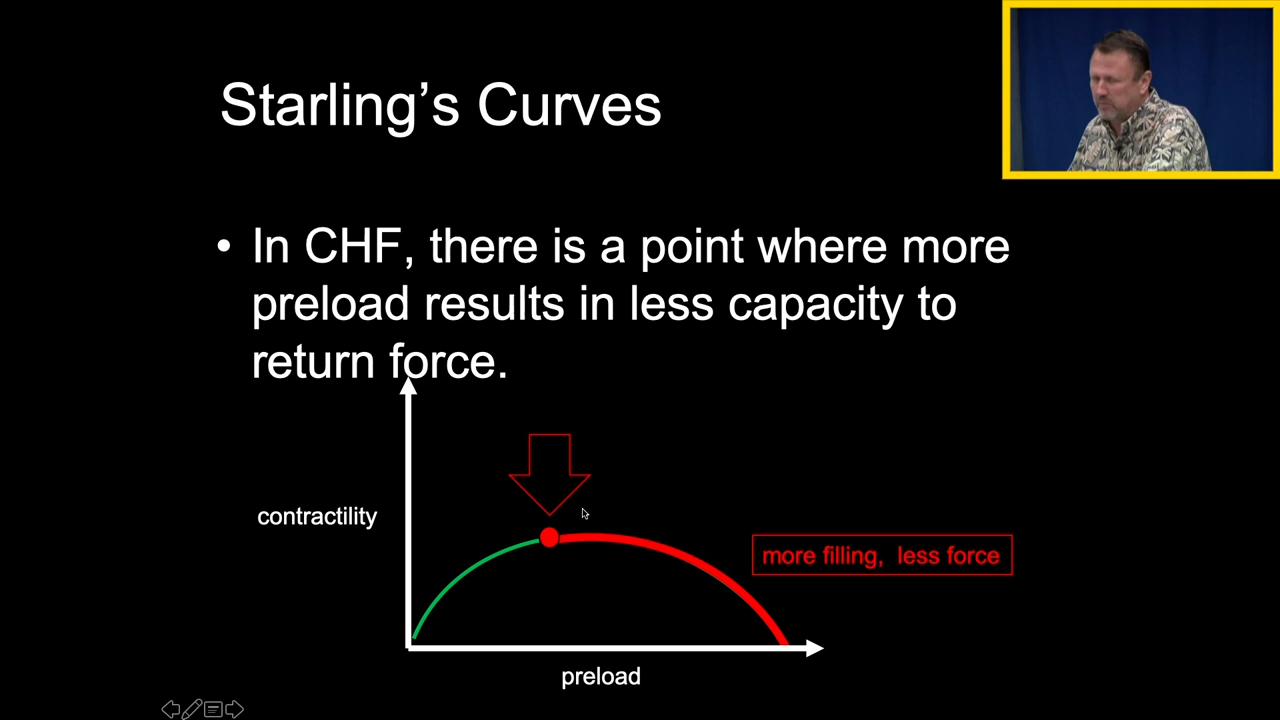 Starling’s Curves
• In CHF, there is a point where more
preload results in less capacity to
return force.
contractility
more filling,  less force
preload